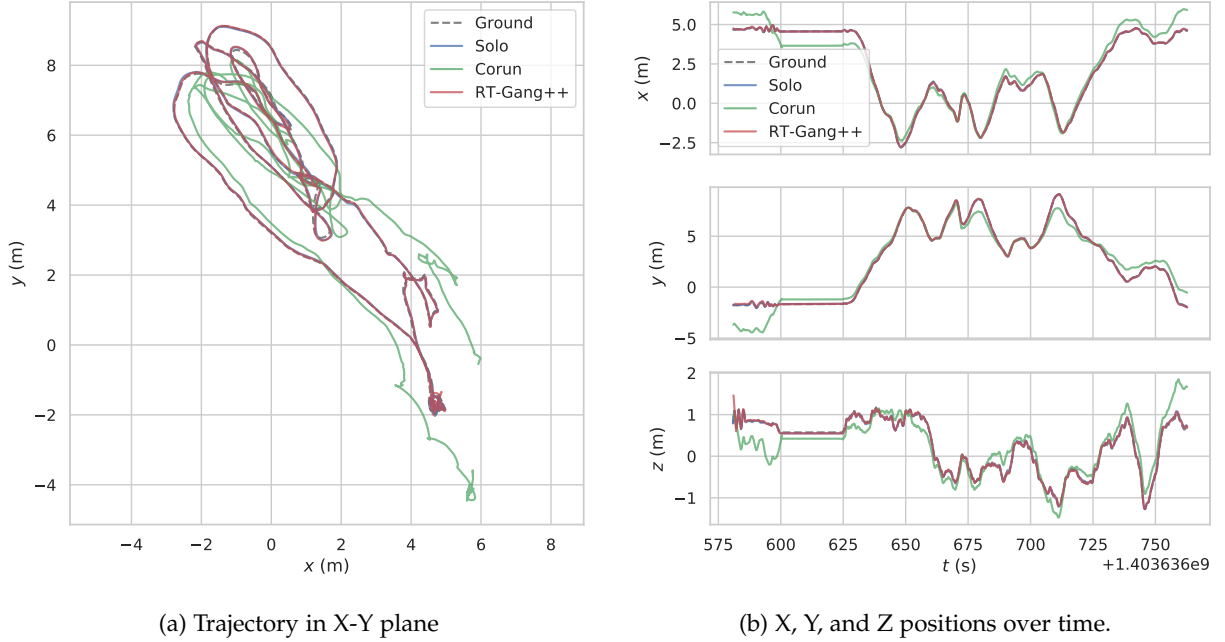 Ground
Solo
Corun
RT-Gang++
8
6
4
2
0
−2
−4
y (m)
−4
−2
0
2
4
6
8
x (m)
(a) Trajectory in X-Y plane
5.0
2.5
0.0
−2.5
x (m)
Ground
Solo
Corun
RT-Gang++
5
0
−5
y (m)
2
1
0
−1
z (m)
575
600
625
650
675
700
725
750
t (s)
+1.403636e9
(b) X, Y, and Z positions over time.